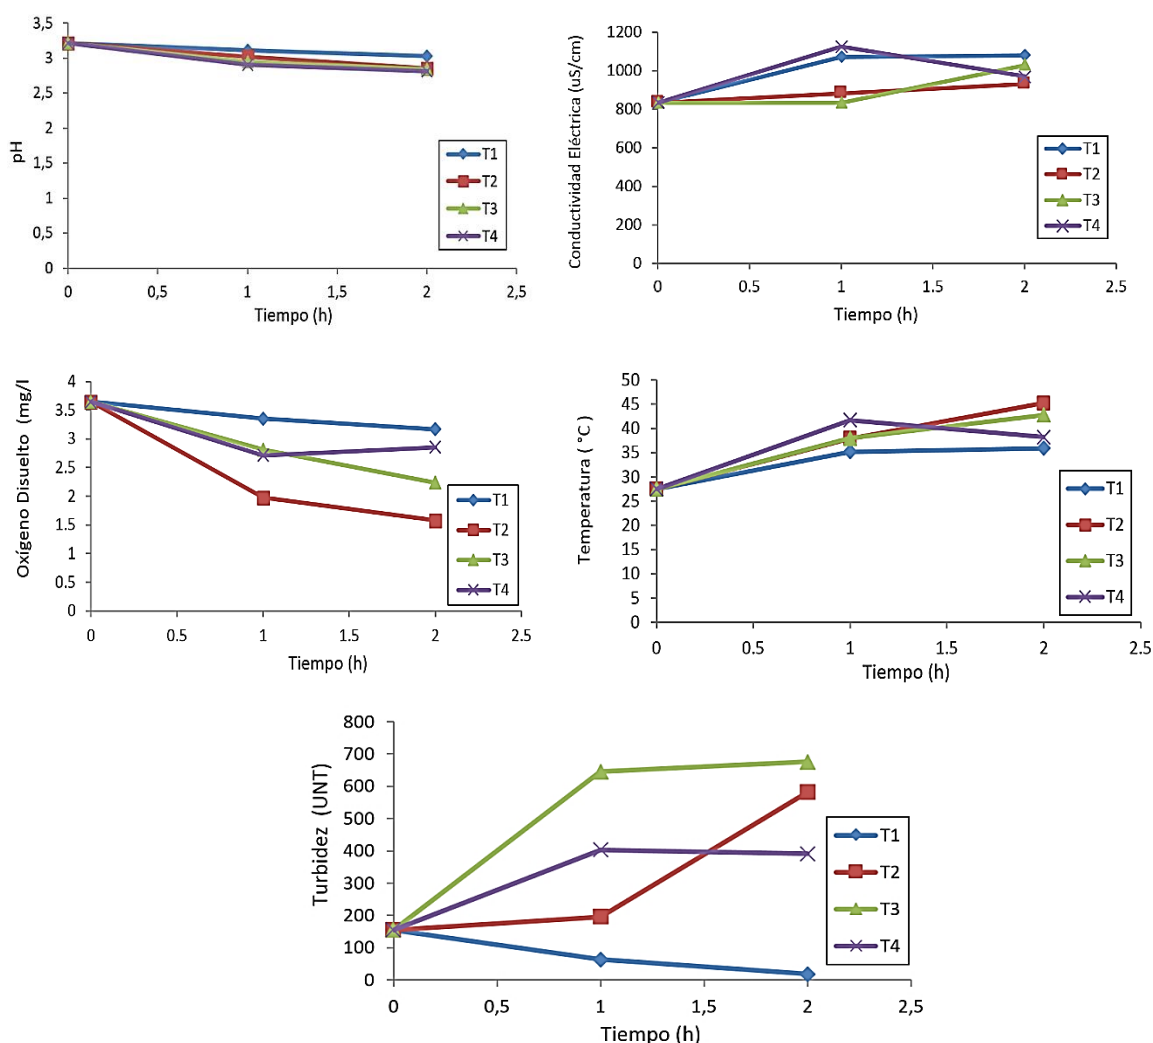 3,5
3
2,5
2
1,5
1
0,5
0
pH
0 0,5 1 1,5 2 2,5
Tiempo (h)
T1
T2
T3
T4
1200
1000
800
600
400
200
0
Conductividad Eléctrica (uS/cm)
0 0.5 1 1.5 2 2.5
Tiempo (h)
T1
T2
T3
T4
4
3.5
3
2.5
2
1.5
1
0.5
0
Oxígeno Disuelto (mg/l
0 0.5 1 1.5 2 2.5
Tiempo (h)
T1
T2
T3
T4
50
45
40
35
30
25
20
15
10
5
0
Temperatura ( °C)
0 0.5 1 1.5 2 2.5
Tiempo (h)
T1
T2
T3
T4
800
700
600
500
400
300
200
100
0
Turbidez (UNT)
0 0,5 1 1,5 2 2,5
Tiempo (h)
T1
T2
T3
T4